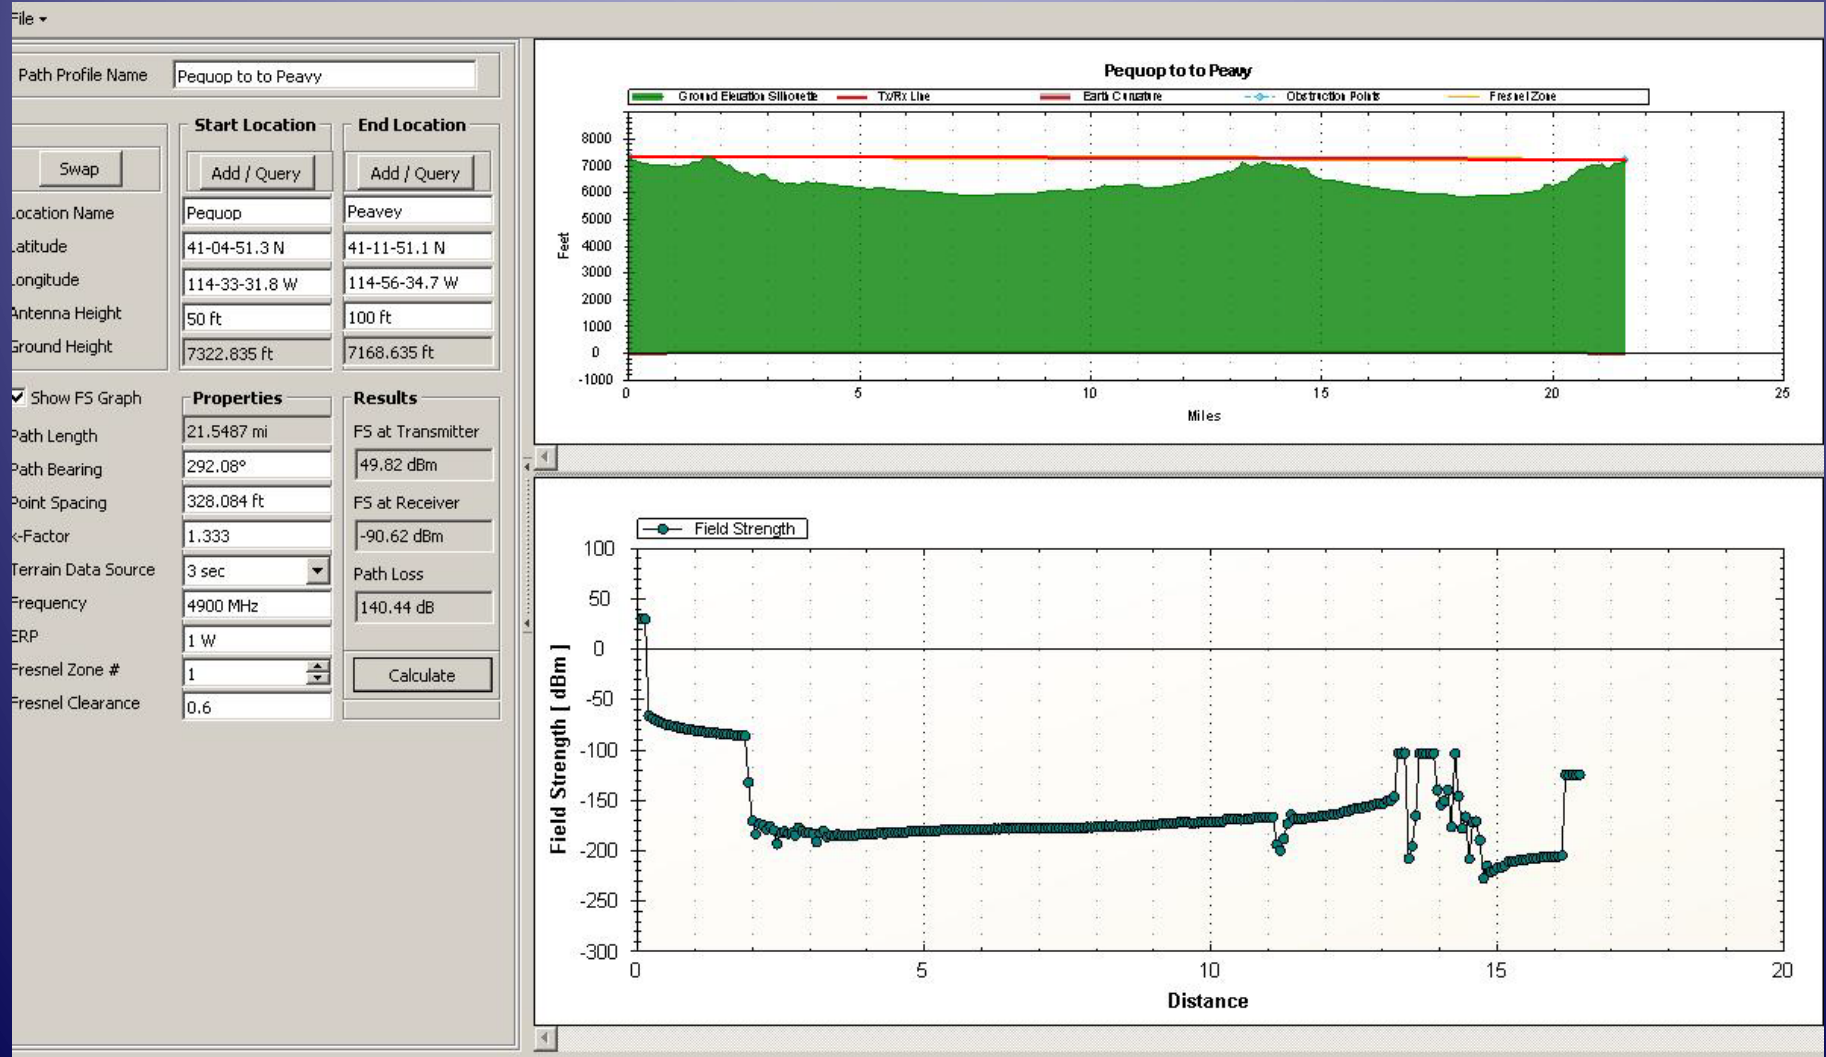 File
Path Profile Name Pequop to to Peavy
Start Location End Location
Swap Add / Query Add / Query
Location Name Pequop Peavey
Latitude 41-04-51.3 N 41-11-51.1 N
Longitude 114-33-31.8 W 114-56-34.7 W
Antenna Height 50 ft 100 ft
Ground Height 7322.835 ft 7168.635 ft
Show FS Graph Properties Results
Path Length 21.5487 mi FS at Transmitter
49.82 dBm
Path Bearing 292.08°
Point Spacing 328.084 ft FS at Receiver
k-Factor 1.333 -90.62 dBm
Terrain Data Source 3 sec Path Loss
Frequency 4900 MHz 140.44 dB
ERP 1 W
Fresnel Zone # 1 Calculate
Fresnel Clearance 0.6
Pequop to to Peavy
Ground Elevation Silhouette Tx/Rx Line Earth Curvature Obstruction Points Fresnel Zone
8000
7000
6000
5000
4000
3000
2000
1000
0
-1000
Feet
0 5 10 15 20 25
Miles
Field Strength
100
50
0
-50
-100
-150
-200
-250
-300
Field Strength [ dBm ]
0 5 10 15 20
Distance